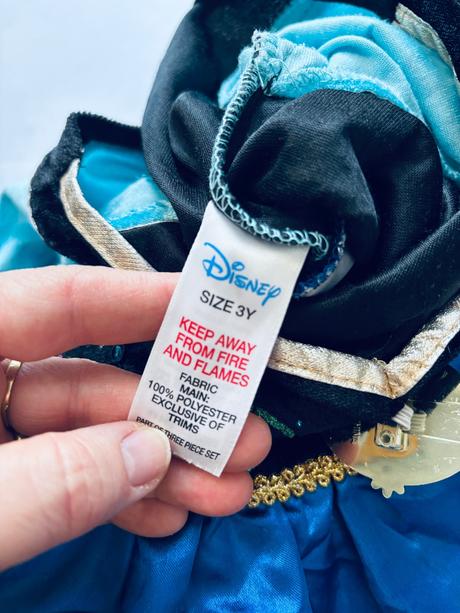 Disney
SIZE 3Y
KEEP AWAY
FROM FIRE
AND FLAMES
FABRIC
MAIN:
100% POLYESTER
EXCLUSIVE OF
TRIMS
PART OF THREE PIECE SET